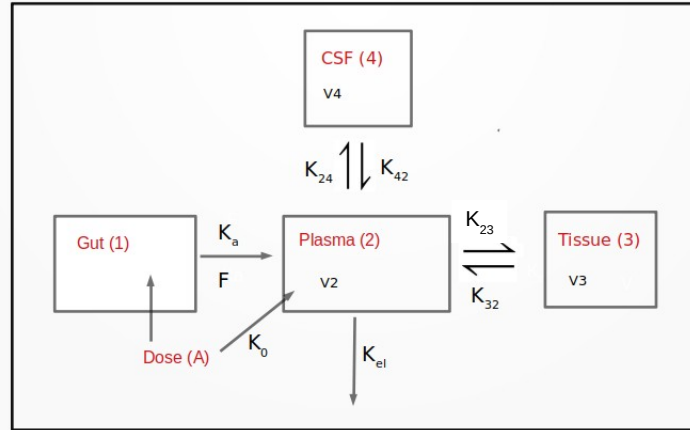 CSF (4)
V4
K₂₄
K₄₂
Gut (1)
Kₐ
F
Plasma (2)
V2
K₂₃
K₃₂
Tissue (3)
V3
Dose (A)
K₀
Kₑₗ